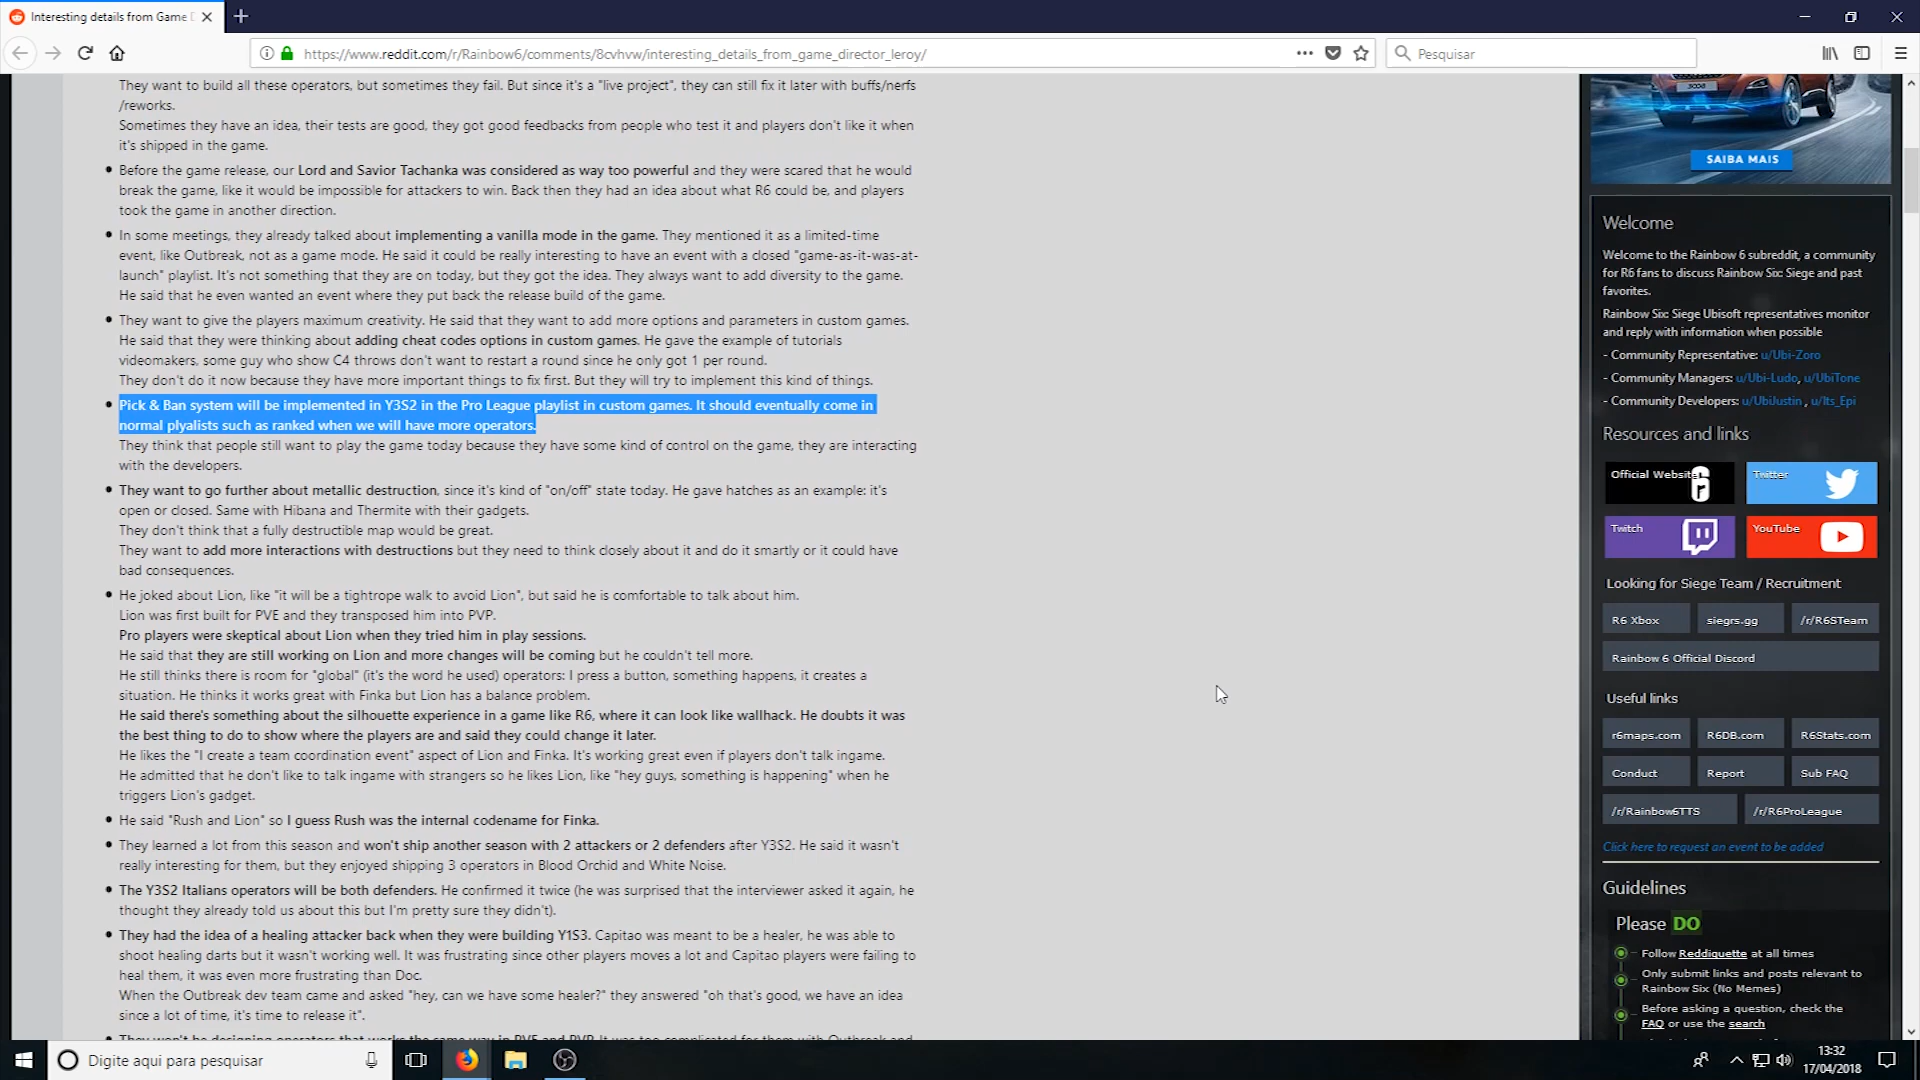 Interesting details from Game D
https://www.reddit.com/r/Rainbow6/comments/8cvhvw/interesting_details_from_game_director_leroy/
Pesquisar
They want to build all these operators, but sometimes they fail. But since it's a "live project", they can still fix it later with buffs/nerfs
/reworks.
Sometimes they have an idea, their tests are good, they got good feedbacks from people who test it and players don't like it when
it's shipped in the game.
Before the game release, our Lord and Savior Tachanka was considered as way too powerful and they were scared that he would
break the game, like it would be impossible for attackers to win. Back then they had an idea about what R6 could be, and players
took the game in another direction.
In some meetings, they already talked about implementing a vanilla mode in the game. They mentioned it as a limited-time
event, like Outbreak, not as a game mode. He said it could be really interesting to have an event with a closed "game-as-it-was-at-
launch" playlist. It's not something that they are on today, but they got the idea. They always want to add diversity to the game.
He said that he even wanted an event where they put back the release build of the game.
They want to give the players maximum creativity. He said that they want to add more options and parameters in custom games.
He said that they were thinking about adding cheat codes options in custom games. He gave the example of tutorials
videomakers, some guy who show C4 throws don't want to restart a round since he only got 1 per round.
They don't do it now because they have more important things to fix first. But they will try to implement this kind of things.
Pick & Ban system will be implemented in Y3S2 in the Pro League playlist in custom games. It should eventually come in
normal plyalists such as ranked when we will have more operators.
They think that people still want to play the game today because they have some kind of control on the game, they are interacting
with the developers.
They want to go further about metallic destruction, since it's kind of "on/off" state today. He gave hatches as an example: it's
open or closed. Same with Hibana and Thermite with their gadgets.
They don't think that a fully destructible map would be great.
They want to add more interactions with destructions but they need to think closely about it and do it smartly or it could have
bad consequences.
He joked about Lion, like "it will be a tightrope walk to avoid Lion", but said he is comfortable to talk about him.
Lion was first built for PVE and they transposed him into PVP.
Pro players were skeptical about Lion when they tried him in play sessions.
He said that they are still working on Lion and more changes will be coming but he couldn't tell more.
He still thinks there is room for "global" (it's the word he used) operators: I press a button, something happens, it creates a
situation. He thinks it works great with Finka but Lion has a balance problem.
He said there's something about the silhouette experience in a game like R6, where it can look like wallhack. He doubts it was
the best thing to do to show where the players are and said they could change it later.
He likes the "I create a team coordination event" aspect of Lion and Finka. It's working great even if players don't talk ingame.
He admitted that he don't like to talk ingame with strangers so he likes Lion, like "hey guys, something is happening" when he
triggers Lion's gadget.
He said "Rush and Lion" so I guess Rush was the internal codename for Finka.
They learned a lot from this season and won't ship another season with 2 attackers or 2 defenders after Y3S2. He said it wasn't
really interesting for them, but they enjoyed shipping 3 operators in Blood Orchid and White Noise.
The Y3S2 Italians operators will be both defenders. He confirmed it twice (he was surprised that the interviewer asked it again, he
thought they already told us about this but I'm pretty sure they didn't).
They had the idea of a healing attacker back when they were building Y1S3. Capitao was meant to be a healer, he was able to
shoot healing darts but it wasn't working well. It was frustrating since other players moves a lot and Capitao players were failing to
heal them, it was even more frustrating than Doc.
When the Outbreak dev team came and asked "hey, can we have some healer?" they answered "oh that's good, we have an idea
since a lot of time, it's time to release it".
They won't be designing operators that works the same way in PVE and PVP. It was too complicated for them with Outbreak and
3008
SAIBA MAIS
Welcome
Welcome to the Rainbow 6 subreddit, a community
for R6 fans to discuss Rainbow Six: Siege and past
favorites.
Rainbow Six: Siege Ubisoft representatives monitor
and reply with information when possible
- Community Representative: u/Ubi-Zoro
- Community Managers: u/Ubi-Ludo, u/UbiTone
- Community Developers: u/UbiJustin , u/Its_Epi
Resources and links
Official Website
Twitter
Twitch
YouTube
Looking for Siege Team / Recruitment
R6 Xbox
siegrs.gg
/r/R6STeam
Rainbow 6 Official Discord
Useful links
r6maps.com
R6DB.com
R6Stats.com
Conduct
Report
Sub FAQ
/r/Rainbow6TTS
/r/R6ProLeague
Click here to request an event to be added
Guidelines
Please DO
Follow Reddiquette at all times
Only submit links and posts relevant to
Rainbow Six (No Memes)
Before asking a question, check the
FAQ or use the search
Digite aqui para pesquisar
13:32
17/04/2018